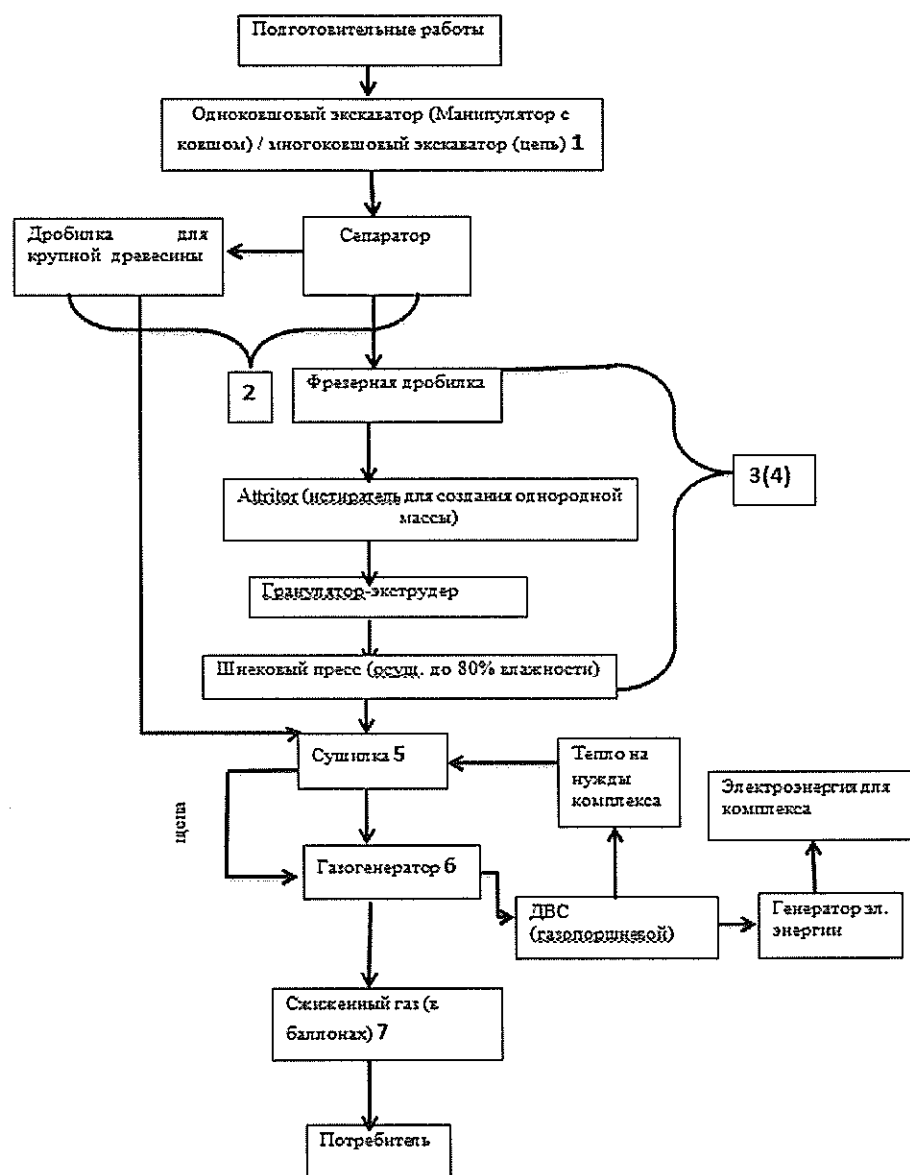 Подготовительные работы
Одноковшовый экскаватор (Манипулятор с
ковшом) / многоковшовый экскаватор (цепь) 1
Дробилка для
крупной древесины
Сепаратор
2
Фрезерная дробилка
3(4)
Attritor (истиратель для создания однородной
массы)
Гранулятор-экструдер
Шнековый пресс (осущ. до 80% влажности)
Сушилка 5
Тепло на
нужды
комплекса
Электроэнергия для
комплекса
щепа
Газогенератор 6
ДВС
(газопоршневой)
Генератор эл.
энергии
Сжиженный газ (в
баллонах) 7
Потребитель